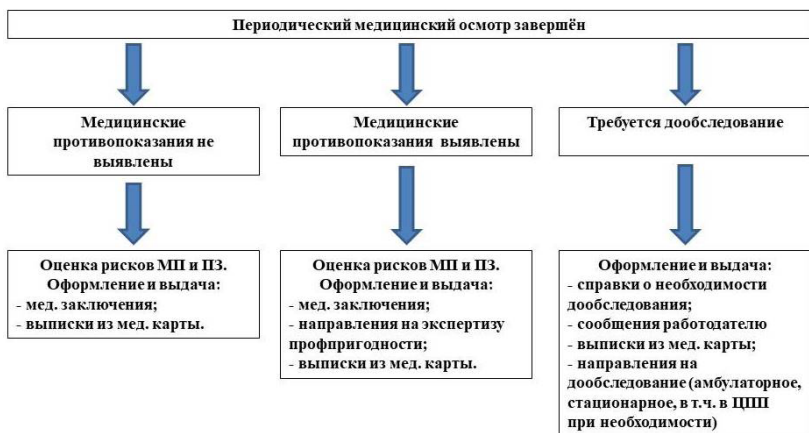 Периодический медицинский осмотр завершён
Медицинские
противопоказания не
выявлены
Медицинские
противопоказания выявлены
Требуется дообследование
Оценка рисков МП и ПЗ.
Оформление и выдача:
- мед. заключения;
- выписки из мед. карты.
Оценка рисков МП и ПЗ.
Оформление и выдача:
- мед. заключения;
- направления на экспертизу
профпригодности;
- выписки из мед. карты.
Оформление и выдача:
- справки о необходимости
дообследования;
- сообщения работодателю
- выписки из мед. карты;
- направления на
дообследование (амбулаторное,
стационарное, в т.ч. в ЦПП
при необходимости)